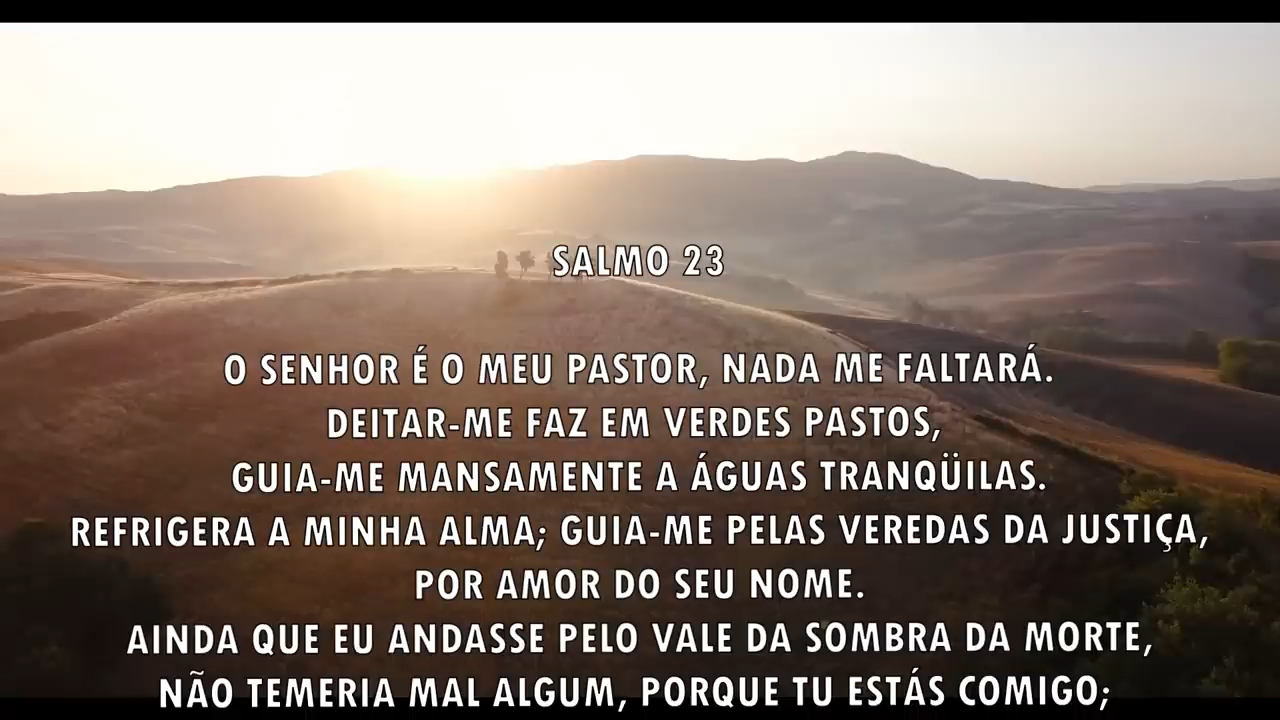 SALMO 23
O SENHOR É O MEU PASTOR, NADA ME FALTARÁ.
DEITAR-ME FAZ EM VERDES PASTOS,
GUIA-ME MANSAMENTE A ÁGUAS TRANQÜILAS.
REFRIGERA A MINHA ALMA; GUIA-ME PELAS VEREDAS DA JUSTIÇA,
POR AMOR DO SEU NOME.
AINDA QUE EU ANDASSE PELO VALE DA SOMBRA DA MORTE,
NÃO TEMERIA MAL ALGUM, PORQUE TU ESTÁS COMIGO;